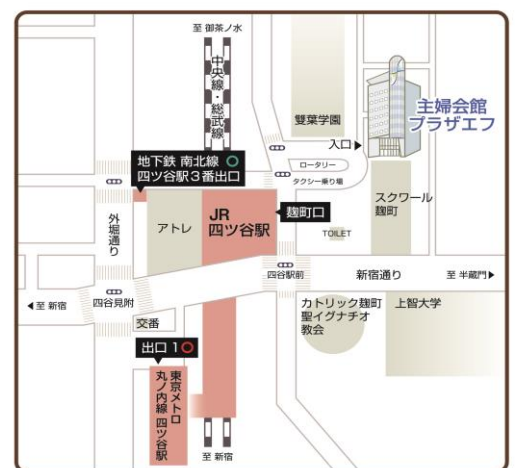 至 御茶ノ水
中央線・総武線
雙葉学園
主婦会館
プラザエフ
入口▶
地下鉄 南北線
四ツ谷駅3番出口
ロータリー
タクシー乗り場
外堀通り
アトレ
JR
四ツ谷駅
麹町口
スクワール
麹町
TOILET
四谷駅前
新宿通り
至 半蔵門▶
◀至 新宿
四谷見附
交番
カトリック麹町
聖イグナチオ
教会
上智大学
出口 1
東京メトロ
丸ノ内線 四ツ谷駅
至 新宿